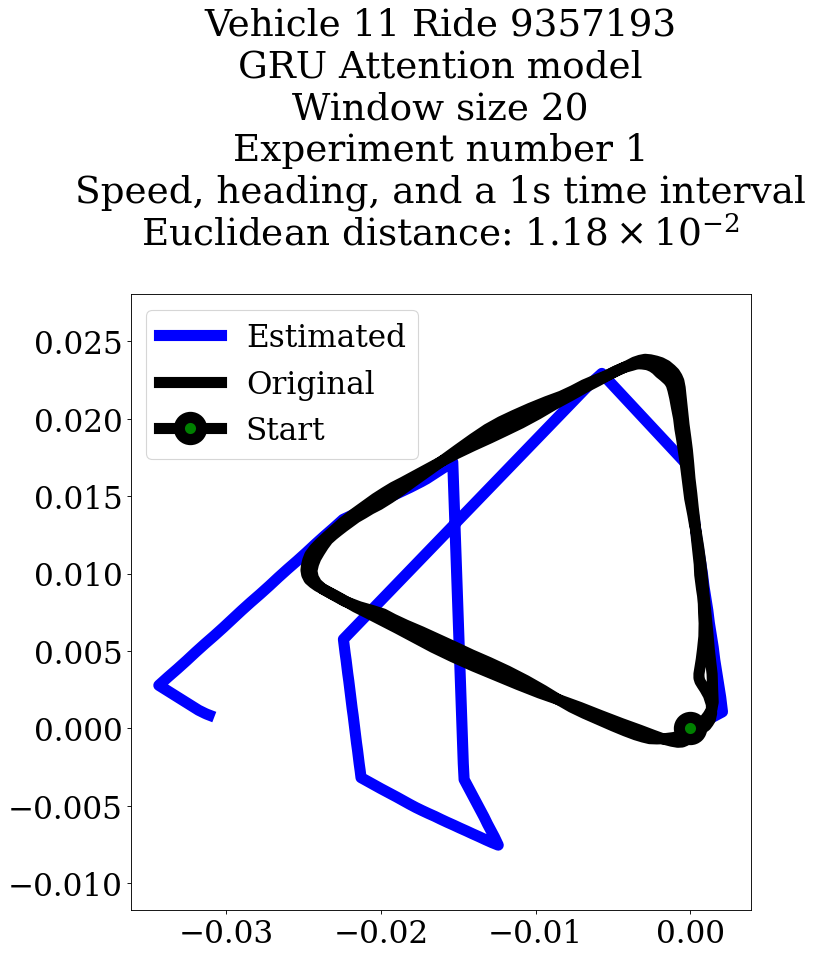 Vehicle 11 Ride 9357193
GRU Attention model
Window size 20
Experiment number 1
Speed, heading, and a 1s time interval
Euclidean distance: 1.18 × 10⁻²
Estimated
Original
Start
0.025
0.020
0.015
0.010
0.005
0.000
−0.005
−0.010
−0.03
−0.02
−0.01
0.00